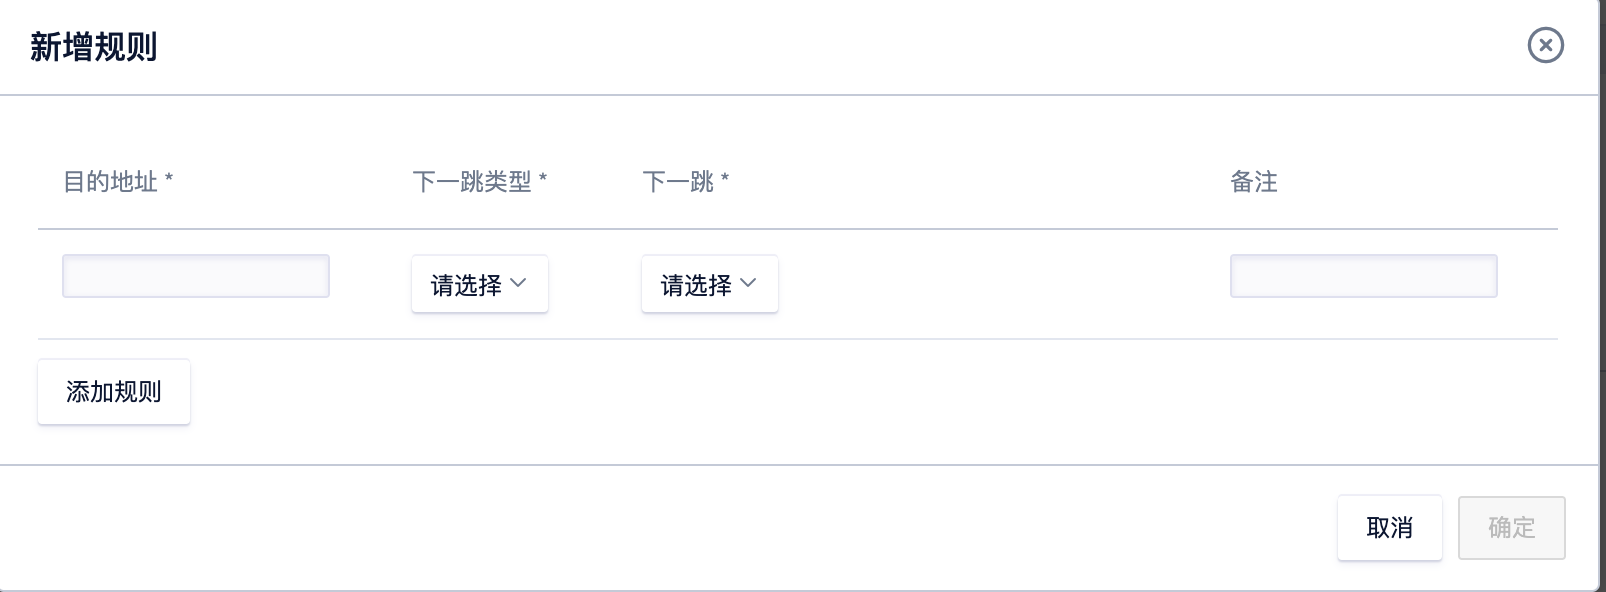 新增规则
目的地址 * 下一跳类型 * 下一跳 * 备注
请选择 请选择
添加规则
取消 确定